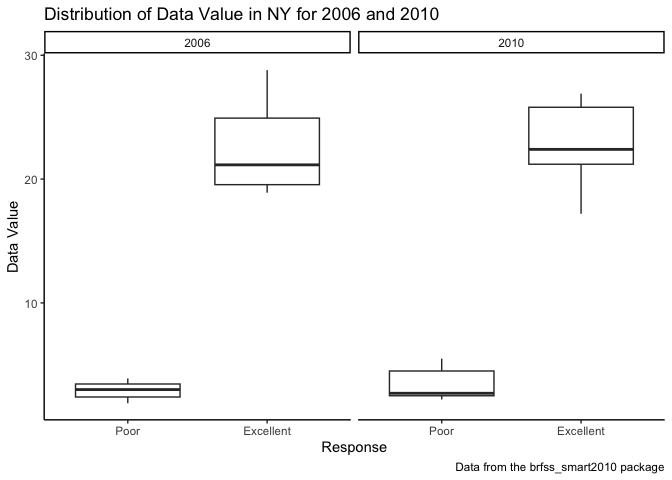 Distribution of Data Value in NY for 2006 and 2010
2006
2010
30
20
10
Data Value
Poor
Excellent
Poor
Excellent
Response
Data from the brfss_smart2010 package